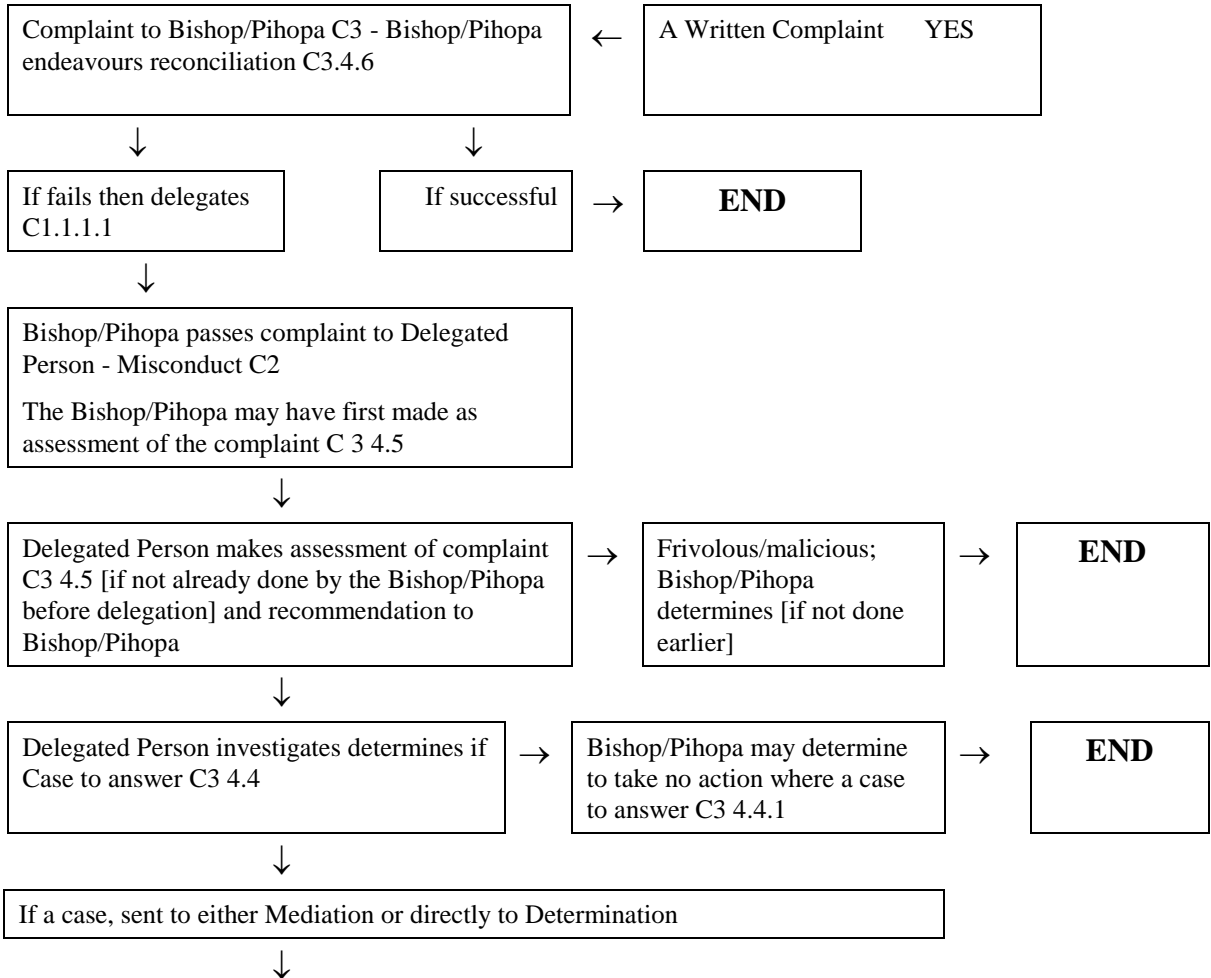 Complaint to Bishop/Pihopa C3 - Bishop/Pihopa
endeavours reconciliation C3.4.6
←
A Written Complaint YES
↓
↓
If fails then delegates
C1.1.1.1
If successful
→
END
↓
Bishop/Pihopa passes complaint to Delegated
Person - Misconduct C2
The Bishop/Pihopa may have first made as
assessment of the complaint C 3 4.5
↓
Delegated Person makes assessment of complaint
C3 4.5 [if not already done by the Bishop/Pihopa
before delegation] and recommendation to
Bishop/Pihopa
→
Frivolous/malicious;
Bishop/Pihopa
determines [if not done
earlier]
→
END
↓
Delegated Person investigates determines if
Case to answer C3 4.4
→
Bishop/Pihopa may determine
to take no action where a case
to answer C3 4.4.1
→
END
↓
If a case, sent to either Mediation or directly to Determination
↓